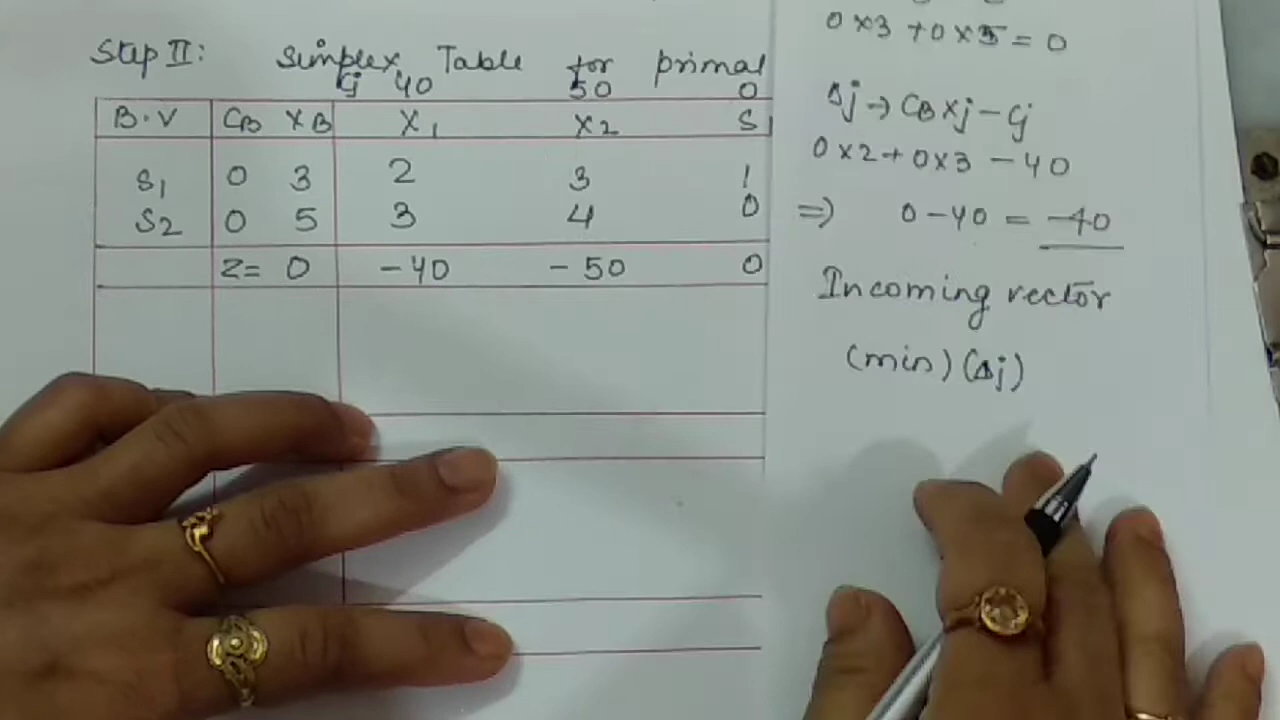 Step II: Simplex Table for primal
Cj 40 50 0
B.V CB XB X1 X2 S1
S1 0 3 2 3 1
S2 0 5 3 4 0
Z= 0 -40 -50 0
0×3 +0×5 = 0
Δj → CBXj - Cj
0×2 + 0×3 - 40
⇒ 0 - 40 = -40
Incoming vector
(min) (Δj)